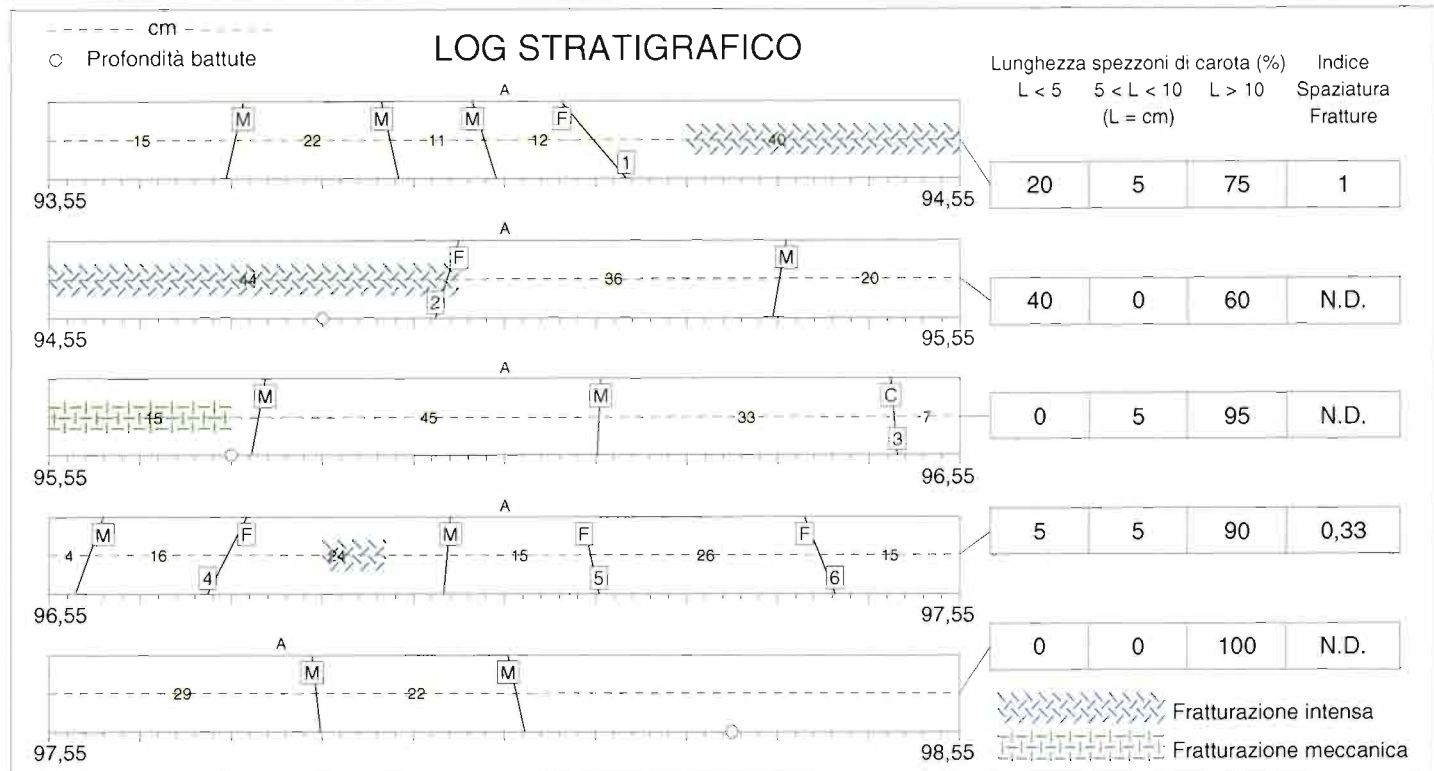 cm
Profondità battute
LOG STRATIGRAFICO
Lunghezza spezzoni di carota (%) Indice
L < 5 5 < L < 10 L > 10 Spaziatura
(L = cm) Fratture
A
M M M F
15 22 11 12 40
1
93,55 94,55
20 5 75 1
A
F M
44 36 20
2
94,55 95,55
40 0 60 N.D.
A
M M C
15 45 33 7
3
95,55 96,55
0 5 95 N.D.
A
M F M F F
4 16 24 15 26 15
4 5 6
96,55 97,55
5 5 90 0,33
A
M M
29 22
97,55 98,55
0 0 100 N.D.
Fratturazione intensa
Fratturazione meccanica